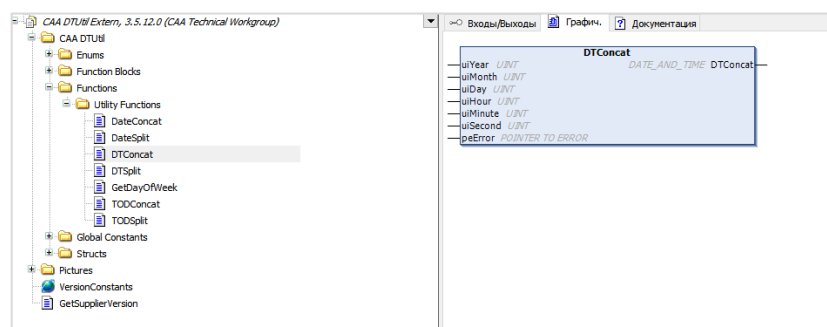 CAA DTUtil Extern, 3.5.12.0 (CAA Technical Workgroup)
CAA DTUtil
Enums
Function Blocks
Functions
Utility Functions
DateConcat
DateSplit
DTConcat
DTSplit
GetDayOfWeek
TODConcat
TODSplit
Global Constants
Structs
Pictures
VersionConstants
GetSupplierVersion
Входы/Выходы Графич. Документация
DTConcat
uiYear UINT DATE_AND_TIME DTConcat
uiMonth UINT
uiDay UINT
uiHour UINT
uiMinute UINT
uiSecond UINT
peError POINTER TO ERROR